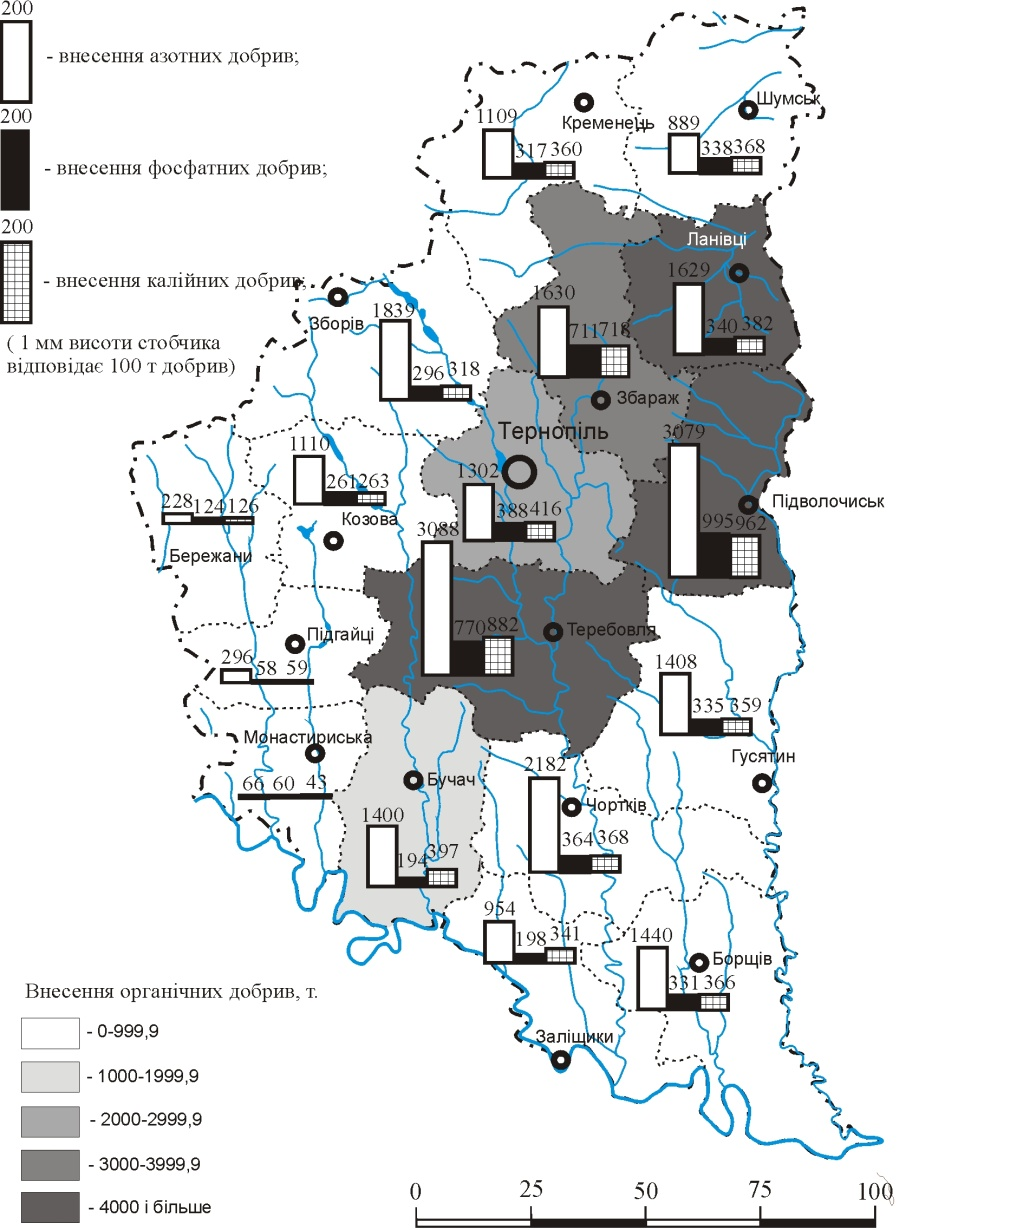 200
- внесення азотних добрив;
200
- внесення фосфатних добрив;
200
- внесення калійних добрив;
( 1 мм висоти стобчика
відповідає 100 т добрив)
Шумськ
Кременець
1109
317 360
889
338 368
Ланівці
1629
340 382
1630
711 718
Збараж
Зборів
1839
296 318
Тернопіль
1302
388 416
3079
995 962
Підволочиськ
1110
261 263
Козова
228 124 126
Бережани
3088
770 882
Теребовля
Підгайці
296 58 59
1408
335 359
Гусятин
Монастириська
66 60 43
Бучач
1400
194 397
2182
364 368
Чортків
954
198 341
Заліщики
1440
331 366
Борщів
Внесення органічних добрив, т.
- 0-999,9
- 1000-1999,9
- 2000-2999,9
- 3000-3999,9
- 4000 і більше
0 25 50 75 100